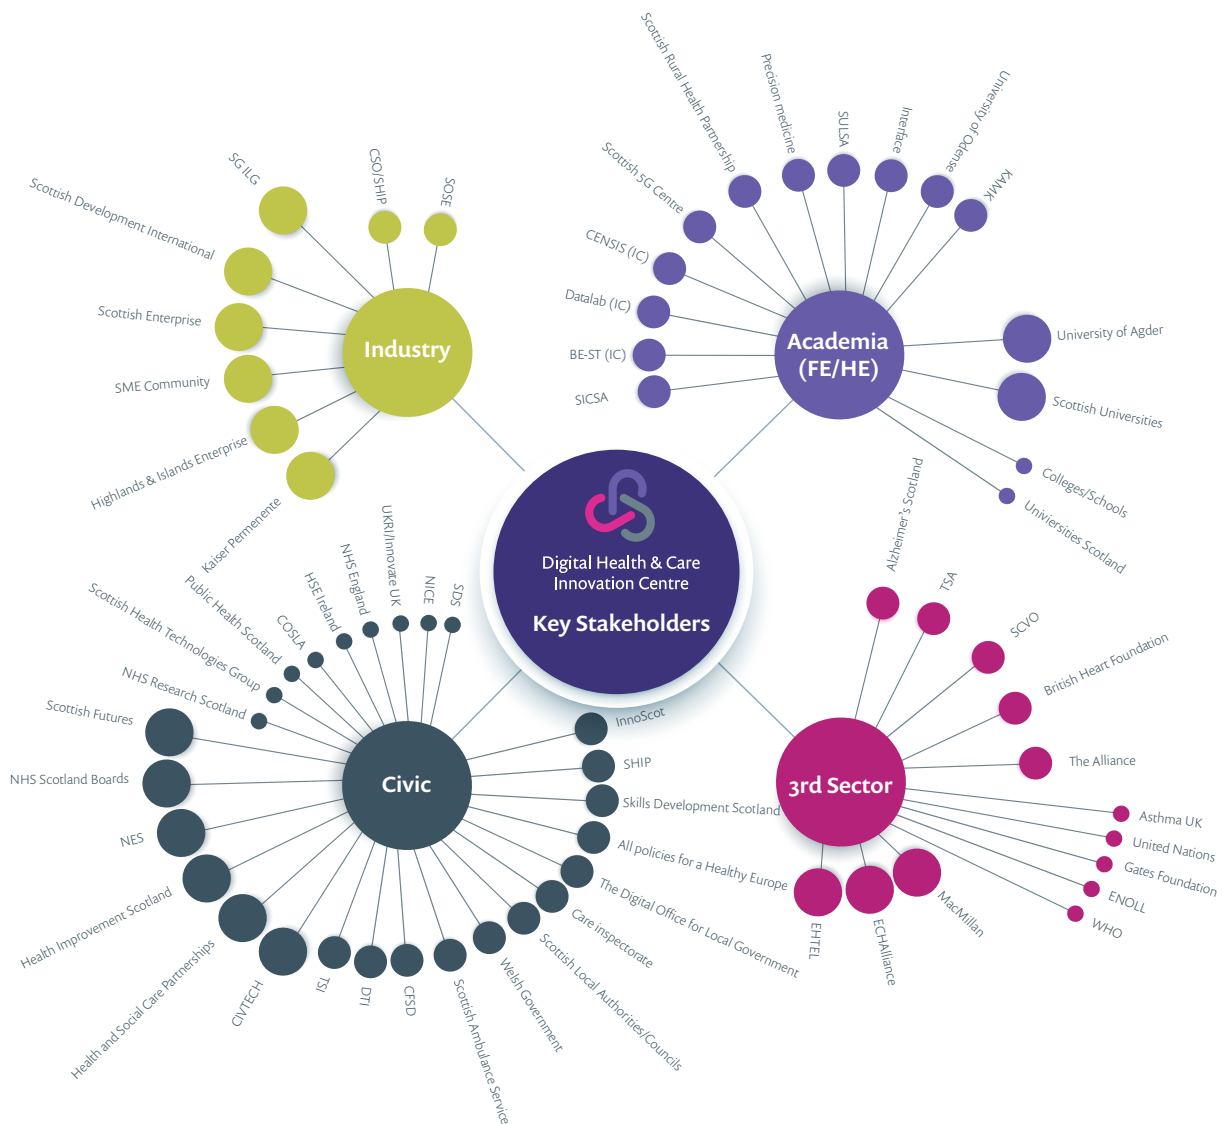 Digital Health & Care
Innovation Centre
Key Stakeholders
Industry
SG ILG
CSO/SHIP
SOSE
Scottish Development International
Scottish Enterprise
SME Community
Highlands & Islands Enterprise
Kaiser Permenente
Academia
(FE/HE)
Scottish Rural Health Partnership
Precision medicine
SULSA
Interface
University of Odense
KAMK
Scottish 5G Centre
CENSIS (IC)
Datalab (IC)
BE-ST (IC)
SICSA
University of Agder
Scottish Universities
Colleges/Schools
Univiersities Scotland
Civic
Scottish Futures
NHS Research Scotland
Scottish Health Technologies Group
Public Health Scotland
COSLA
HSE Ireland
NHS England
UKRI/Innovate UK
NICE
SDS
InnoScot
SHIP
Skills Development Scotland
All policies for a Healthy Europe
The Digital Office for Local Government
Care inspectorate
Scottish Local Authorities/Councils
Welsh Government
Scottish Ambulance Service
CFSD
DTI
IST
CIVTECH
Health and Social Care Partnerships
Health Improvement Scotland
NES
NHS Scotland Boards
3rd Sector
Alzheimer's Scotland
TSA
SCVO
British Heart Foundation
The Alliance
Asthma UK
United Nations
Gates Foundation
ENOLL
WHO
MacMillan
ECHAlliance
EHTEL